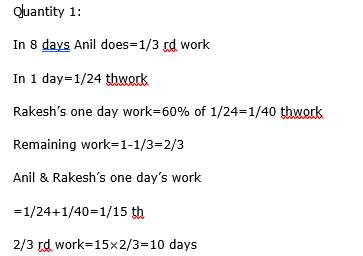 Quantity 1:
In 8 days Anil does=1/3 rd work
In 1 day=1/24 thwork
Rakesh's one day work=60% of 1/24=1/40 thwork
Remaining work=1-1/3=2/3
Anil & Rakesh's one day's work
=1/24+1/40=1/15 th
2/3 rd work=15×2/3=10 days